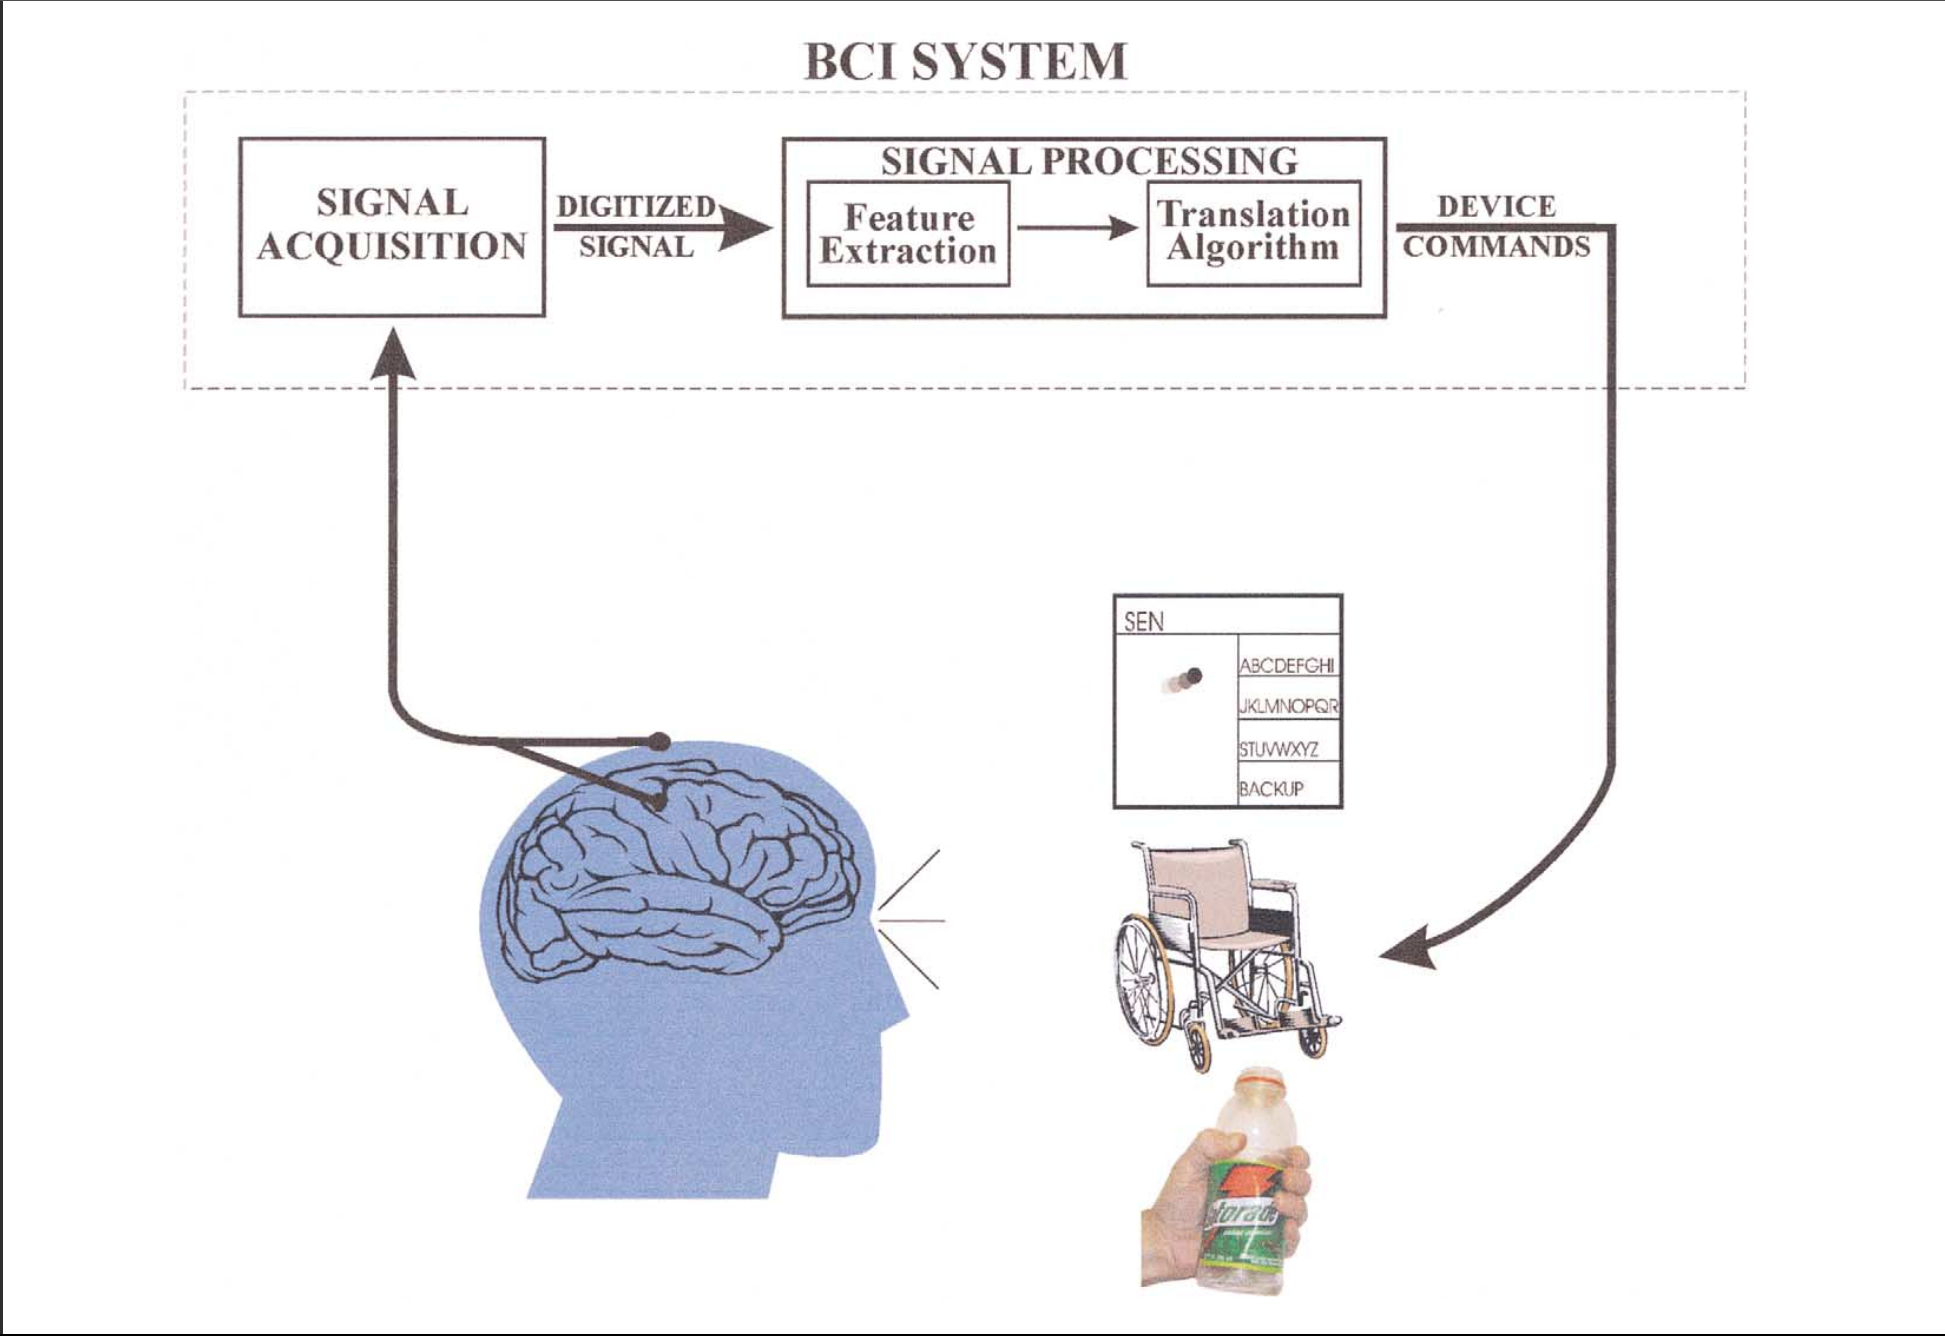 BCI SYSTEM
SIGNAL
ACQUISITION
DIGITIZED
SIGNAL
SIGNAL PROCESSING
Feature
Extraction
Translation
Algorithm
DEVICE
COMMANDS
SEN
ABCDEFGHI
JKLMNOPQR
STUVWXYZ
BACKUP